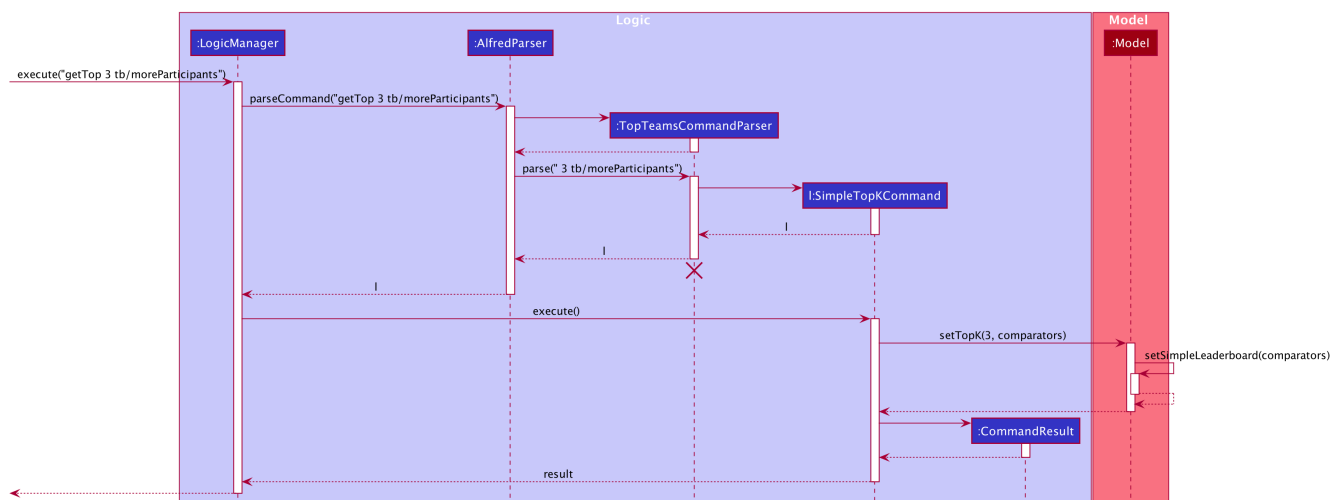 Logic
Model
:LogicManager
:AlfredParser
:Model
execute("getTop 3 tb/moreParticipants")
parseCommand("getTop 3 tb/moreParticipants")
:TopTeamsCommandParser
parse(" 3 tb/moreParticipants")
l:SimpleTopKCommand
l
l
l
execute()
setTopK(3, comparators)
setSimpleLeaderboard(comparators)
:CommandResult
result